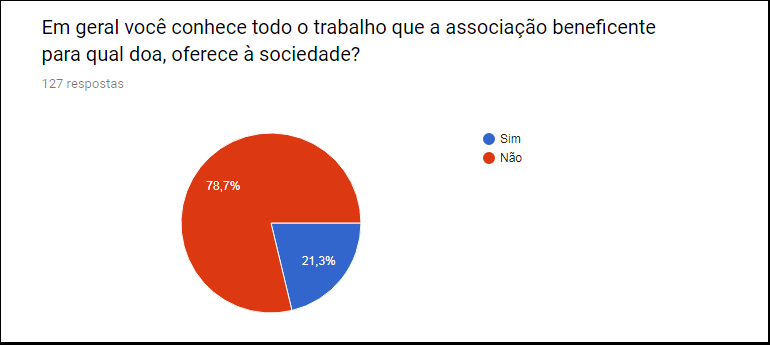 Em geral você conhece todo o trabalho que a associação beneficente
para qual doa, oferece à sociedade?
127 respostas
Sim
Não
78,7%
21,3%